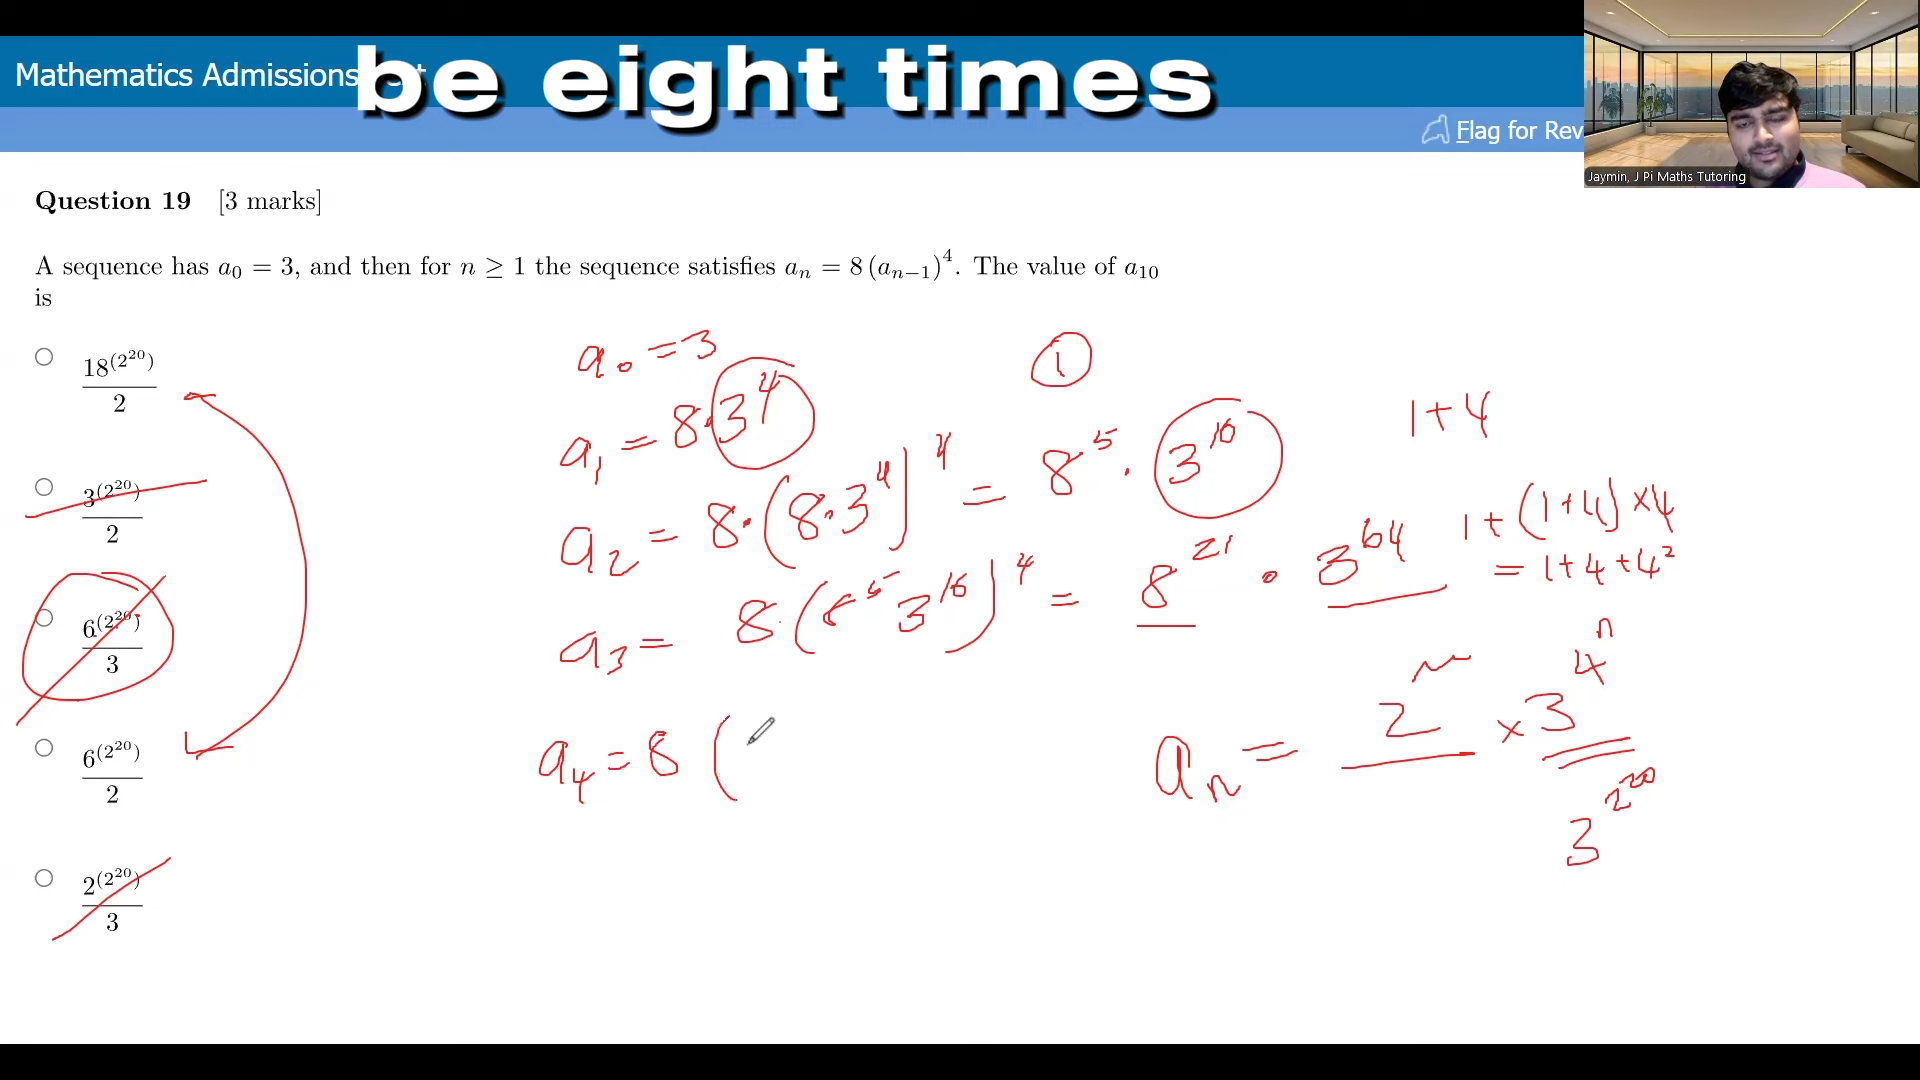 Mathematics Admissions
be eight times
Flag for Rev
Jaymin, J Pi Maths Tutoring
Question 19 [3 marks]
A sequence has a₀ = 3, and then for n ≥ 1 the sequence satisfies aₙ = 8 (aₙ₋₁)⁴. The value of a₁₀
is
18^(2^20)/2
3^(2^20)/2
6^(2^20)/3
6^(2^20)/2
2^(2^20)/3
a₀ = 3
1
a₁ = 8·3⁴
1+4
a₂ = 8·(8·3⁴)⁴ = 8⁵ · 3¹⁶
1+(1+4)×4
= 1+4+4²
a₃ = 8·(8⁵ 3¹⁶)⁴ = 8²¹ · 3⁶⁴
a₄ = 8 (
aₙ = 2^~ × 3^4^n
3^2^20